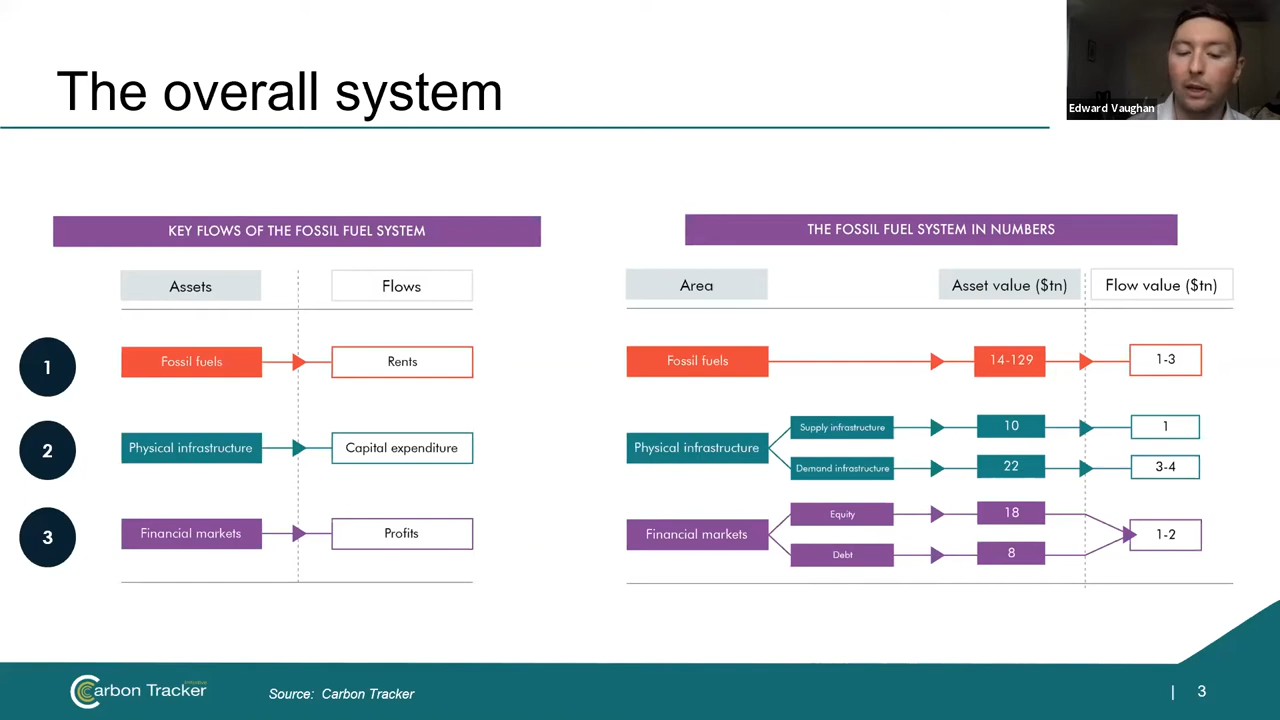 The overall system
Edward Vaughan
KEY FLOWS OF THE FOSSIL FUEL SYSTEM
Assets
Flows
1
Fossil fuels
Rents
2
Physical infrastructure
Capital expenditure
3
Financial markets
Profits
THE FOSSIL FUEL SYSTEM IN NUMBERS
Area
Asset value ($tn)
Flow value ($tn)
Fossil fuels
14-129
1-3
Physical infrastructure
Supply infrastructure
10
1
Demand infrastructure
22
3-4
Financial markets
Equity
18
Debt
8
1-2
Carbon Tracker
initiative
Source: Carbon Tracker
| 3